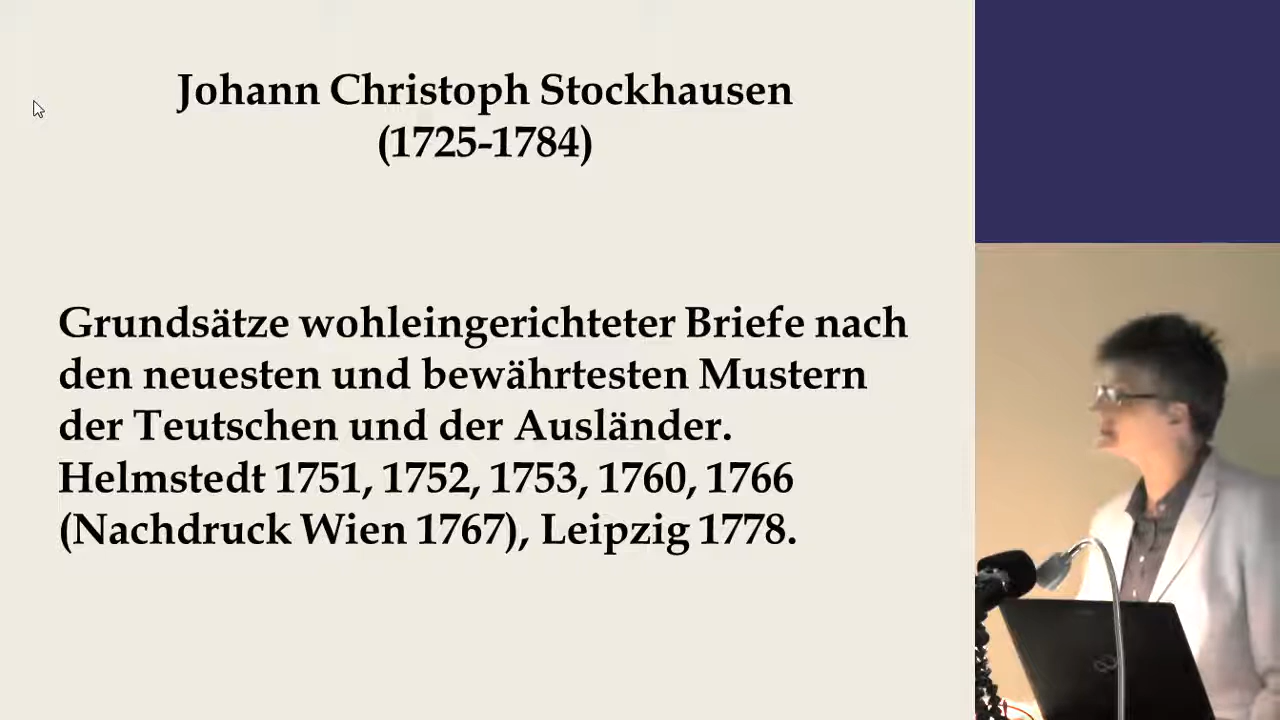 Johann Christoph Stockhausen
(1725-1784)
Grundsätze wohleingerichteter Briefe nach
den neuesten und bewährtesten Mustern
der Teutschen und der Ausländer.
Helmstedt 1751, 1752, 1753, 1760, 1766
(Nachdruck Wien 1767), Leipzig 1778.